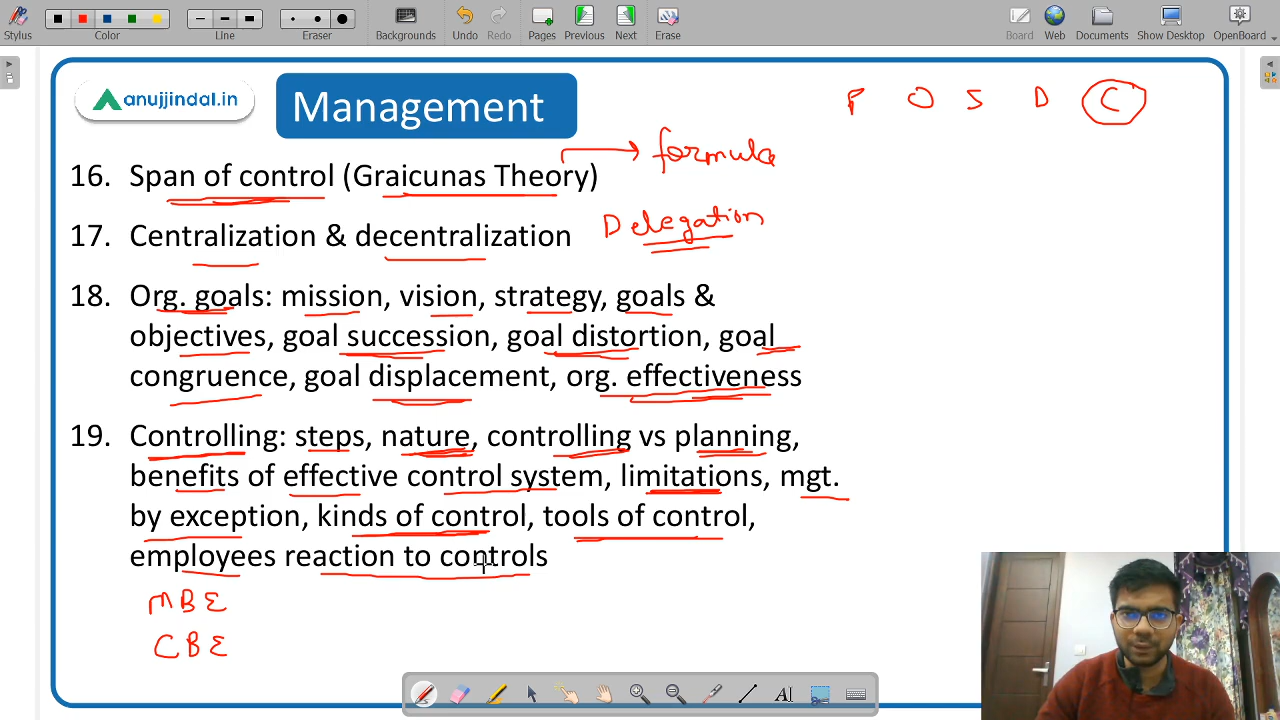 Stylus
Color
Line
Eraser
Backgrounds
Undo
Redo
Pages
Previous
Next
Erase
Board
Web
Documents
Show Desktop
OpenBoard
anujjindal.in
Management
P O S D C
16. Span of control (Graicunas Theory)
formula
17. Centralization & decentralization
Delegation
18. Org. goals: mission, vision, strategy, goals &
objectives, goal succession, goal distortion, goal
congruence, goal displacement, org. effectiveness
19. Controlling: steps, nature, controlling vs planning,
benefits of effective control system, limitations, mgt.
by exception, kinds of control, tools of control,
employees reaction to controls
MBE
CBE